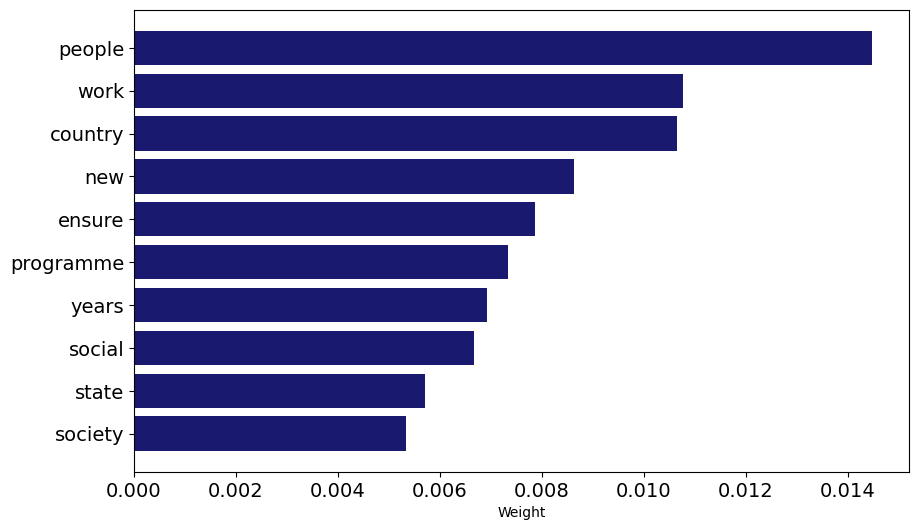 people
work
country
new
ensure
programme
years
social
state
society
0.000 0.002 0.004 0.006 0.008 0.010 0.012 0.014
Weight